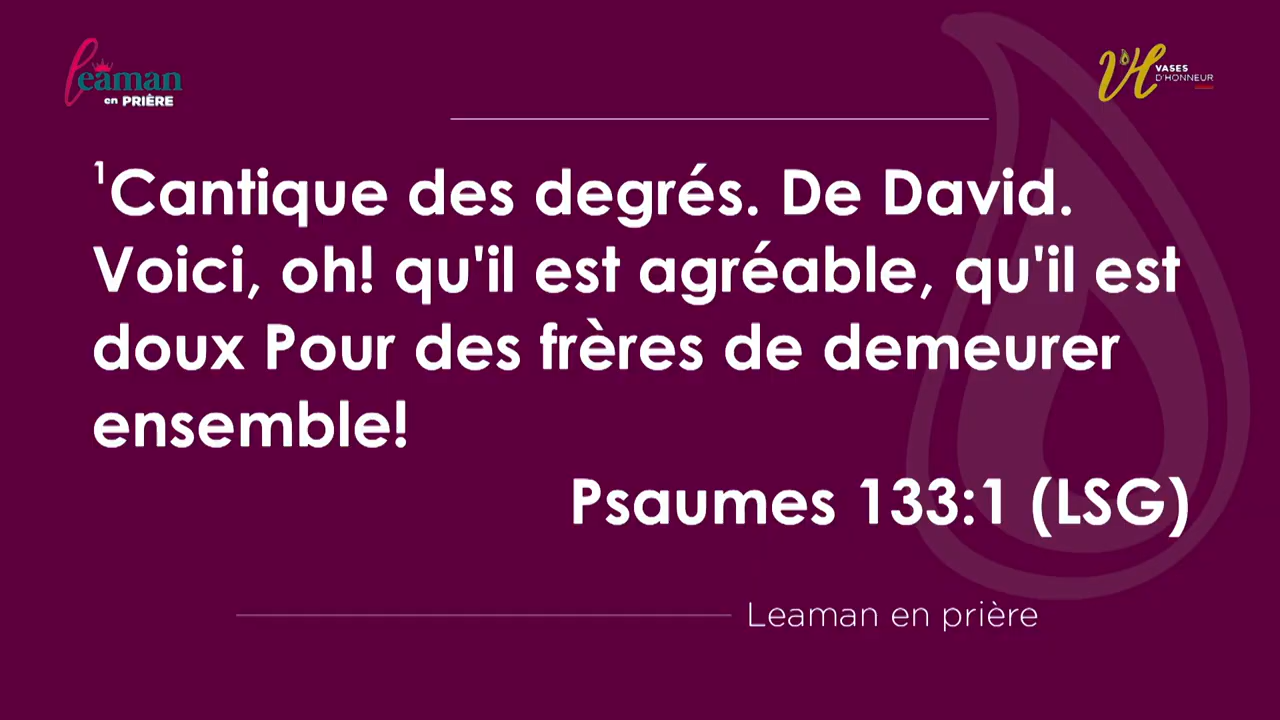 leaman
en PRIÈRE
VH VASES
D'HONNEUR
¹Cantique des degrés. De David.
Voici, oh! qu'il est agréable, qu'il est
doux Pour des frères de demeurer
ensemble!
Psaumes 133:1 (LSG)
Leaman en prière